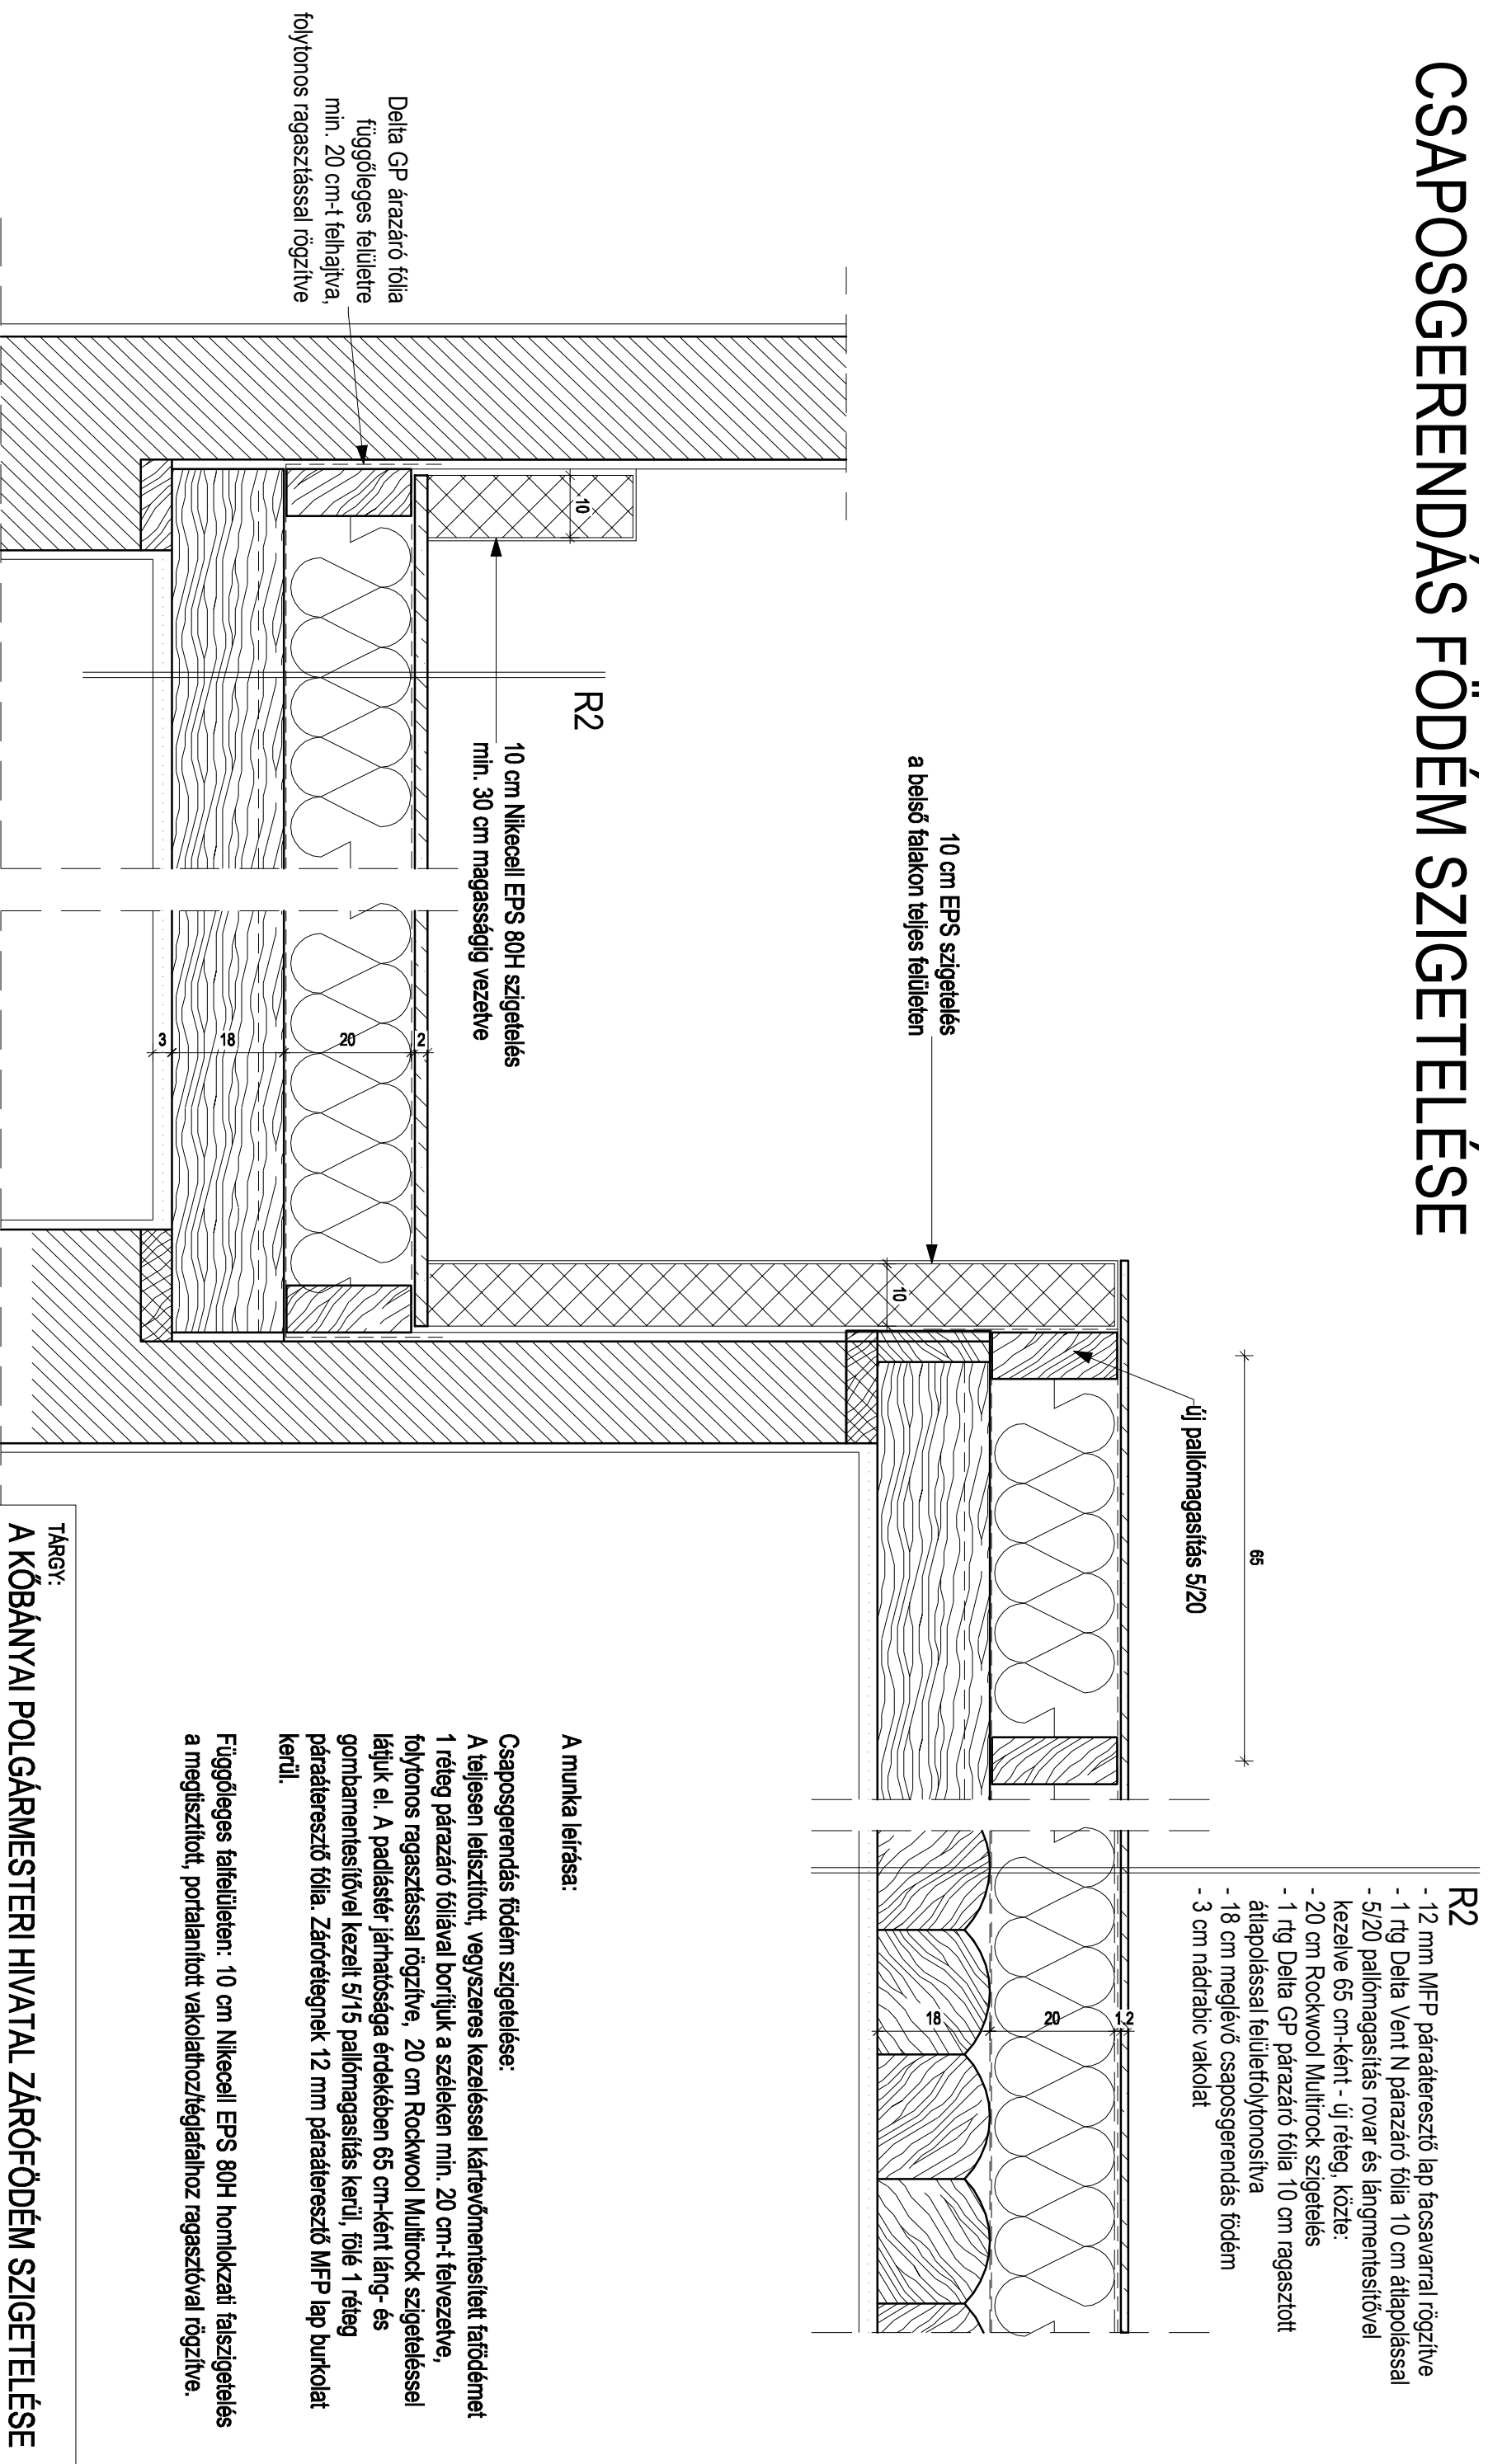 CSAPOSGERENDÁS FÖDÉM SZIGETELÉSE
R2
- 12 mm MFP páraáteresztő lap facsavarral rögzítve
- 1 rtg Delta Vent N párazáró fólia 10 cm átlapolással
- 5/20 pallómagasítás rovar és lángmentesítővel
kezelve 65 cm-ként - új réteg, közte:
- 20 cm Rockwool Multirock szigetelés
- 1 rtg Delta GP párazáró fólia 10 cm ragasztott
átlapolással felületfolytonosítva
- 18 cm meglévő csaposgerendás födém
- 3 cm nádrabic vakolat
65
új pallómagasítás 5/20
10 cm EPS szigetelés
a belső falakon teljes felületen
10
1,2
20
18
R2
10
10 cm Nikecell EPS 80H szigetelés
min. 30 cm magasságig vezetve
Delta GP árazáró fólia
függőleges felületre
min. 20 cm-t felhajtva,
folytonos ragasztással rögzítve
2
20
18
3
A munka leírása:
Csaposgerendás födém szigetelése:
A teljesen letisztított, vegyszeres kezeléssel kártevőmentesített fafödémet
1 réteg párazáró fóliával borítjuk a széleken min. 20 cm-t felvezetve,
folytonos ragasztással rögzítve, 20 cm Rockwool Multirock szigeteléssel
látjuk el. A padlástér járhatósága érdekében 65 cm-ként láng- és
gombamentesítővel kezelt 5/15 pallómagasítás kerül, fölé 1 réteg
páraáteresztő fólia. Zárórétegnek 12 mm páraáteresztő MFP lap burkolat
kerül.
Függőleges falfelületen: 10 cm Nikecell EPS 80H homlokzati falszigetelés
a megtisztított, portalanított vakolathoz/téglafalhoz ragasztóval rögzítve.
TÁRGY:
A KŐBÁNYAI POLGÁRMESTERI HIVATAL ZÁRÓFÖDÉM SZIGETELÉSE